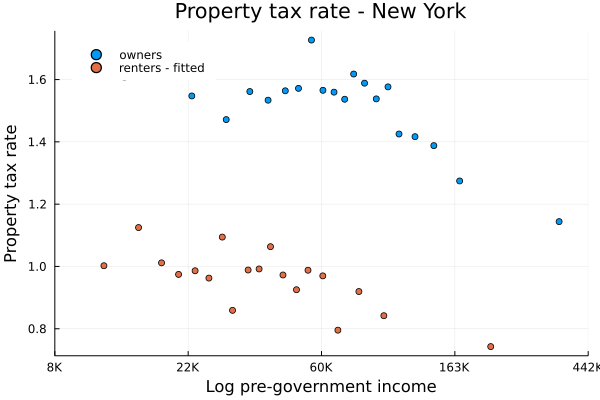 Property tax rate - New York
owners
renters - fitted
1.6
1.4
1.2
1.0
0.8
Property tax rate
8K
22K
60K
163K
442K
Log pre-government income